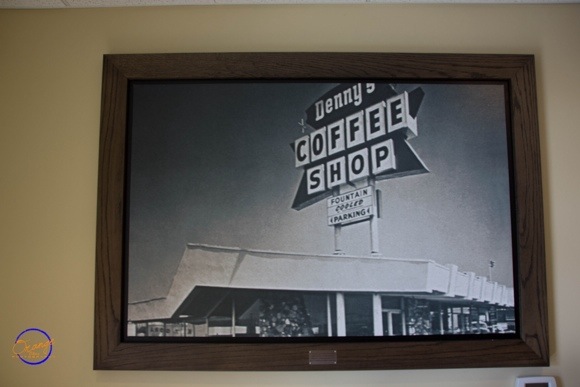 Denny's
COFFEE
SHOP
FOUNTAIN
COOLED
PARKING